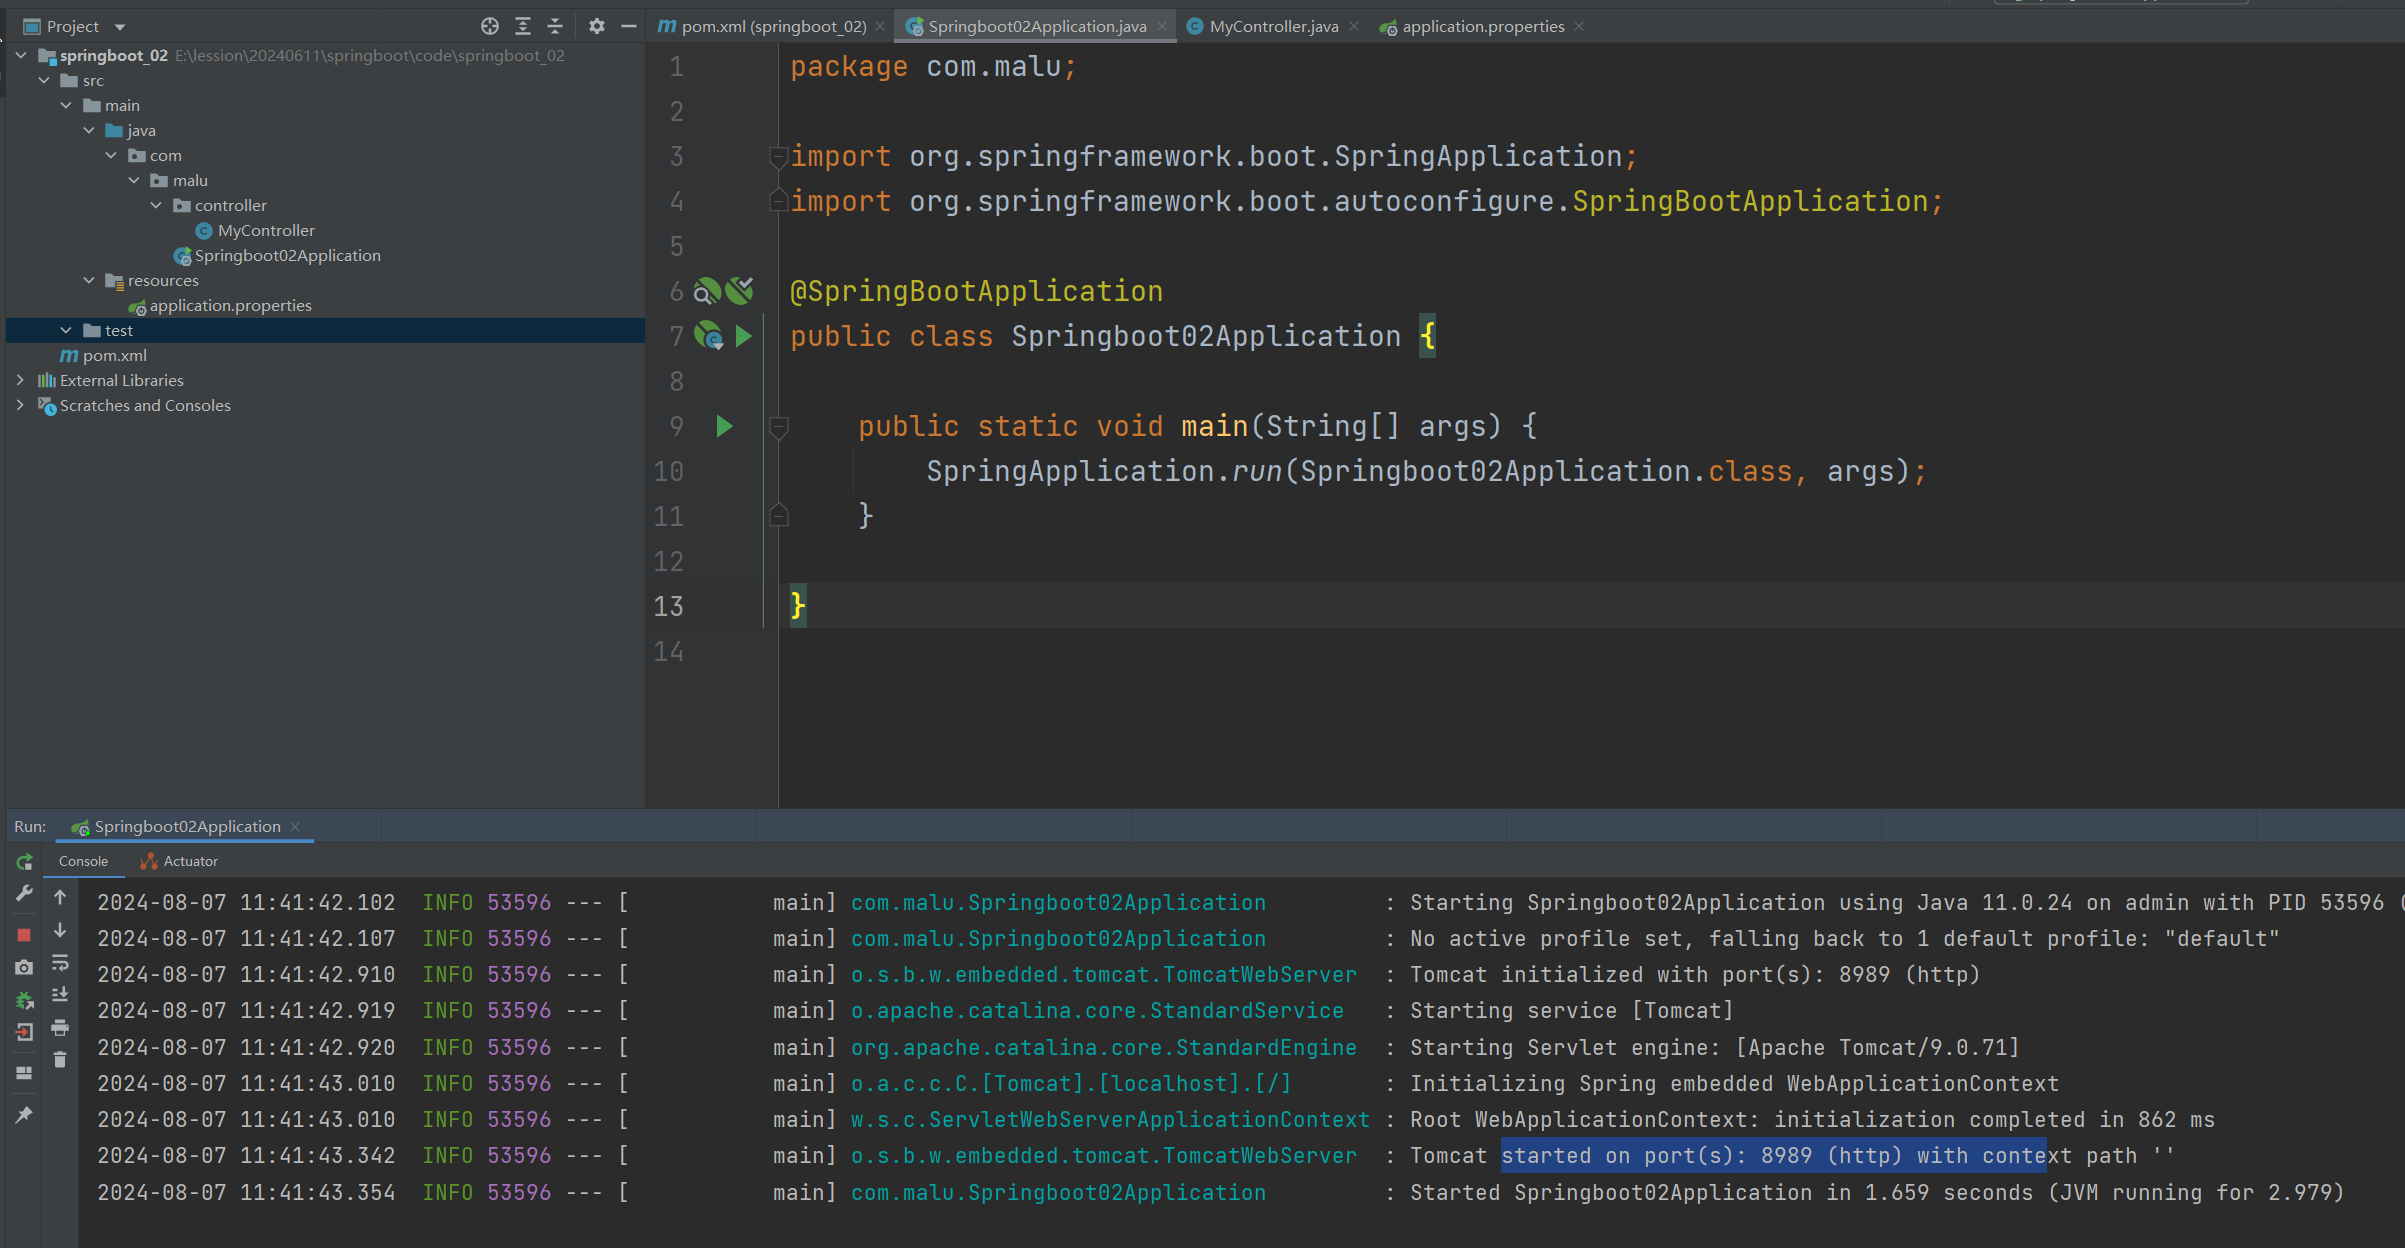 Project
springboot_02 E:\lession\20240611\springboot\code\springboot_02
src
main
java
com
malu
controller
MyController
Springboot02Application
resources
application.properties
test
pom.xml
External Libraries
Scratches and Consoles
pom.xml (springboot_02)
Springboot02Application.java
MyController.java
application.properties
1 package com.malu;
2
3 import org.springframework.boot.SpringApplication;
4 import org.springframework.boot.autoconfigure.SpringBootApplication;
5
6 @SpringBootApplication
7 public class Springboot02Application {
8
9 public static void main(String[] args) {
10 SpringApplication.run(Springboot02Application.class, args);
11 }
12
13 }
14
Run: Springboot02Application
Console Actuator
2024-08-07 11:41:42.102 INFO 53596 --- [ main] com.malu.Springboot02Application : Starting Springboot02Application using Java 11.0.24 on admin with PID 53596 (
2024-08-07 11:41:42.107 INFO 53596 --- [ main] com.malu.Springboot02Application : No active profile set, falling back to 1 default profile: "default"
2024-08-07 11:41:42.910 INFO 53596 --- [ main] o.s.b.w.embedded.tomcat.TomcatWebServer : Tomcat initialized with port(s): 8989 (http)
2024-08-07 11:41:42.919 INFO 53596 --- [ main] o.apache.catalina.core.StandardService : Starting service [Tomcat]
2024-08-07 11:41:42.920 INFO 53596 --- [ main] org.apache.catalina.core.StandardEngine : Starting Servlet engine: [Apache Tomcat/9.0.71]
2024-08-07 11:41:43.010 INFO 53596 --- [ main] o.a.c.c.C.[Tomcat].[localhost].[/] : Initializing Spring embedded WebApplicationContext
2024-08-07 11:41:43.010 INFO 53596 --- [ main] w.s.c.ServletWebServerApplicationContext : Root WebApplicationContext: initialization completed in 862 ms
2024-08-07 11:41:43.342 INFO 53596 --- [ main] o.s.b.w.embedded.tomcat.TomcatWebServer : Tomcat started on port(s): 8989 (http) with context path ''
2024-08-07 11:41:43.354 INFO 53596 --- [ main] com.malu.Springboot02Application : Started Springboot02Application in 1.659 seconds (JVM running for 2.979)